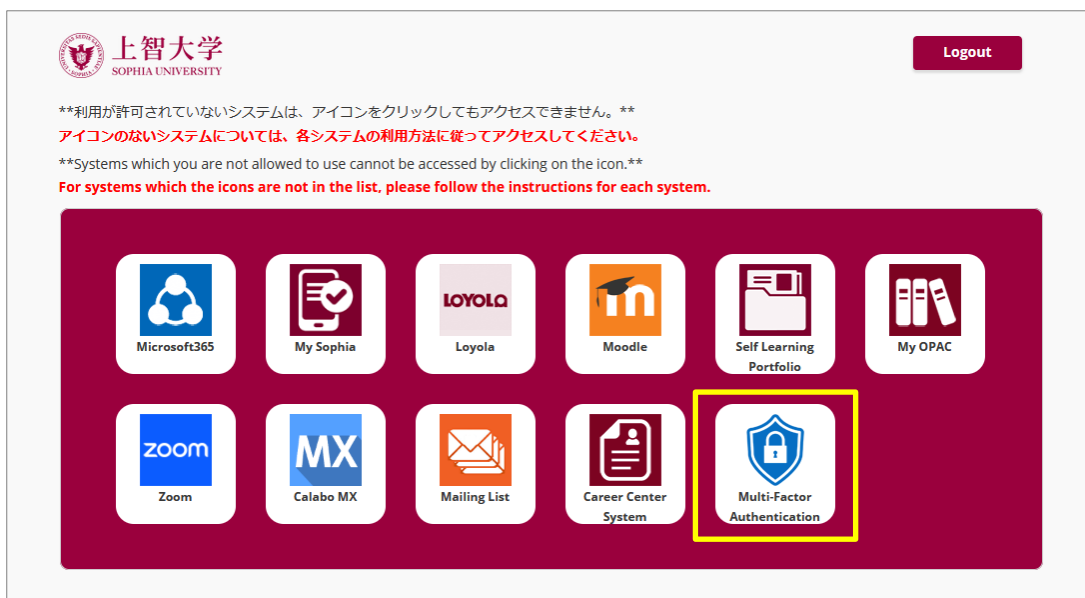 上智大学
SOPHIA UNIVERSITY
Logout
**利用が許可されていないシステムは、アイコンをクリックしてもアクセスできません。**
アイコンのないシステムについては、各システムの利用方法に従ってアクセスしてください。
**Systems which you are not allowed to use cannot be accessed by clicking on the icon.**
For systems which the icons are not in the list, please follow the instructions for each system.
LOYOLA
m
Microsoft365
My Sophia
Loyola
Moodle
Self Learning
Portfolio
My OPAC
zoom
MX
Zoom
Calabo MX
Mailing List
Career Center
System
Multi-Factor
Authentication